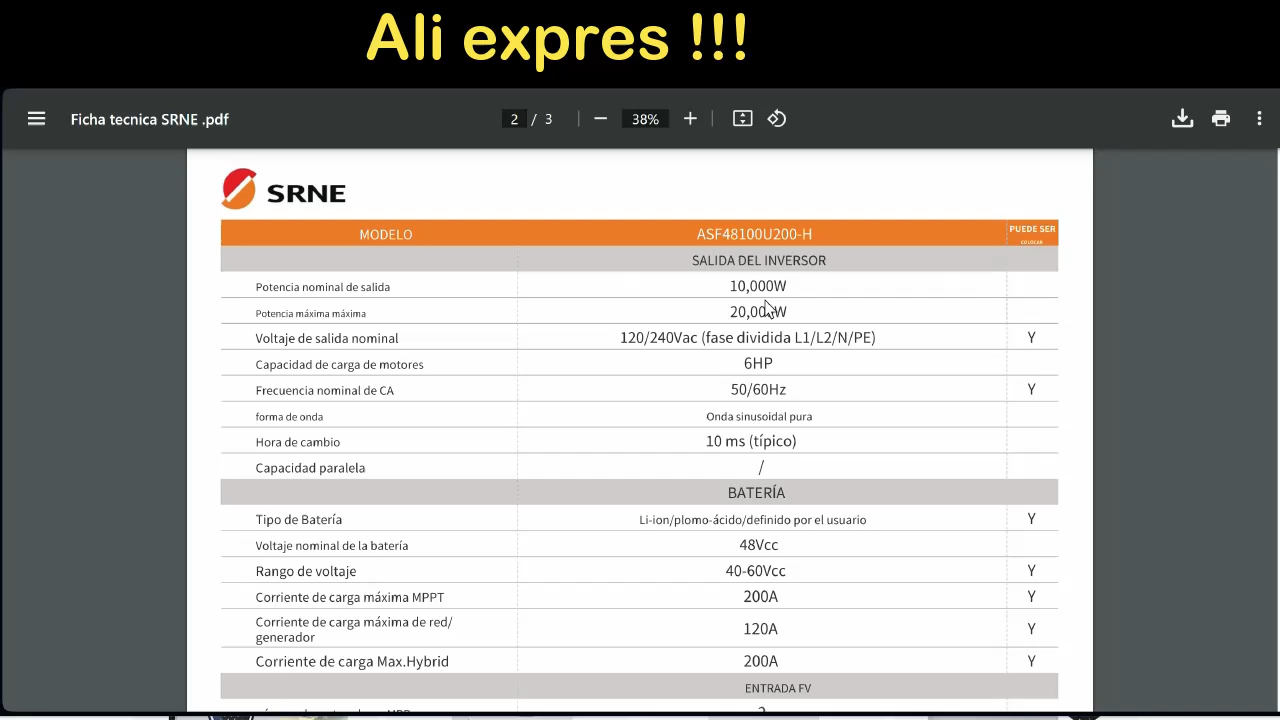 Ali expres !!!
Ficha tecnica SRNE .pdf
2 / 3
38%
SRNE
MODELO ASF48100U200-H PUEDE SER COLOCAR
SALIDA DEL INVERSOR
Potencia nominal de salida 10,000W
Potencia máxima máxima 20,000W
Voltaje de salida nominal 120/240Vac (fase dividida L1/L2/N/PE) Y
Capacidad de carga de motores 6HP
Frecuencia nominal de CA 50/60Hz Y
forma de onda Onda sinusoidal pura
Hora de cambio 10 ms (típico)
Capacidad paralela /
BATERÍA
Tipo de Batería Li-ion/plomo-ácido/definido por el usuario Y
Voltaje nominal de la batería 48Vcc
Rango de voltaje 40-60Vcc Y
Corriente de carga máxima MPPT 200A Y
Corriente de carga máxima de red/
generador 120A Y
Corriente de carga Max.Hybrid 200A Y
ENTRADA FV